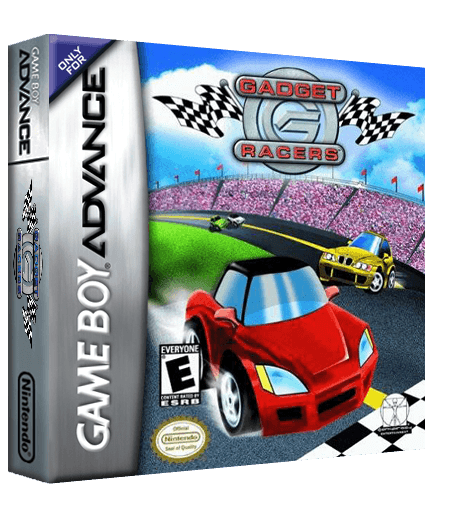 GAME BOY
ADVANCE
Nintendo
ONLY
FOR
GAME BOY ADVANCE
GADGET
G
RACERS
EVERYONE
E
CONTENT RATED BY
ESRB
Official
Nintendo
Seal of Quality